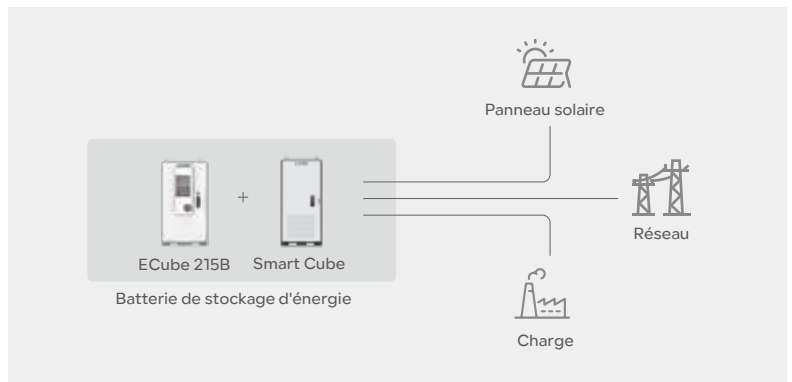 Panneau solaire
+
Réseau
ECube 215B
Smart Cube
Batterie de stockage d'énergie
Charge